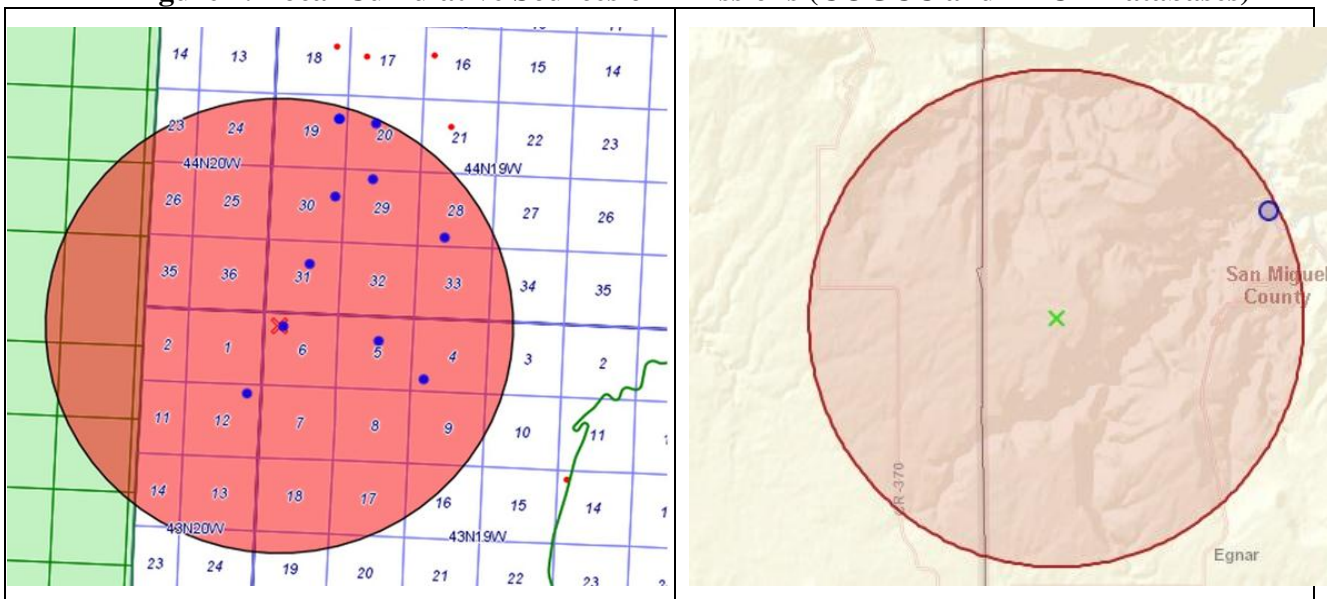 14 13 18 17 16 15 14
23 24 19 20 21 22 23
44N20W 44N19W
26 25 30 29 28 27 26
35 36 31 32 33 34 35
2 1 6 5 4 3 2
11 12 7 8 9 10 11
14 13 18 17 16 15 14
43N20W 43N19W
23 24 19 20 21 22 23
San Miguel
County
CR-370
Egnar